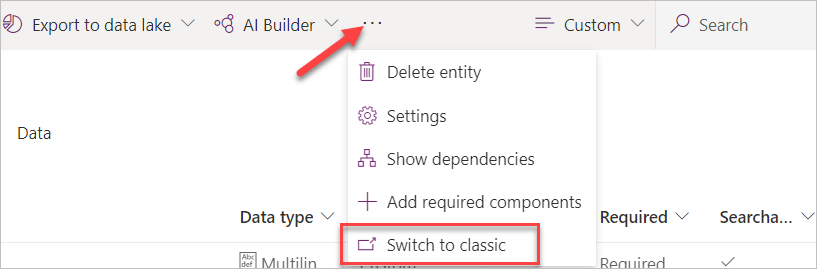 Export to data lake AI Builder ... Custom Search
Delete entity
Settings
Data
Show dependencies
Add required components
Data type Required Searcha...
Switch to classic
Abc
def Multilin Required